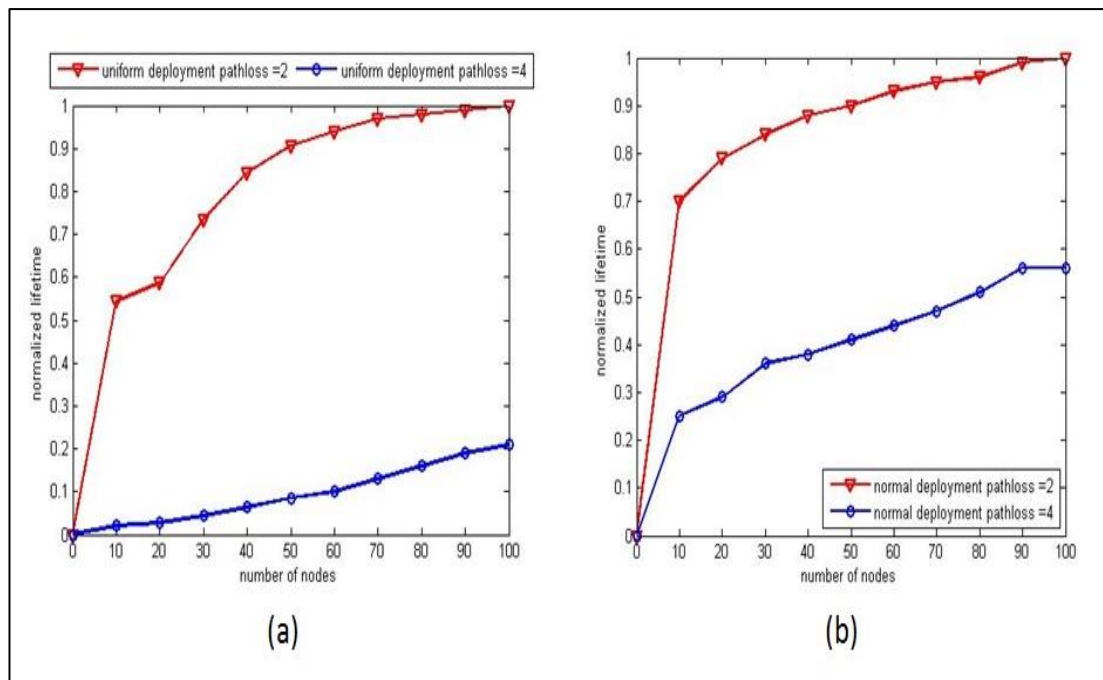 uniform deployment pathloss =2 uniform deployment pathloss =4
1
0.9
0.8
0.7
0.6
0.5
0.4
0.3
0.2
0.1
0
normalized lifetime
0 10 20 30 40 50 60 70 80 90 100
number of nodes
(a)
1
0.9
0.8
0.7
0.6
0.5
0.4
0.3
0.2
0.1
0
normalized lifetime
normal deployment pathloss =2
normal deployment pathloss =4
0 10 20 30 40 50 60 70 80 90 100
number of nodes
(b)